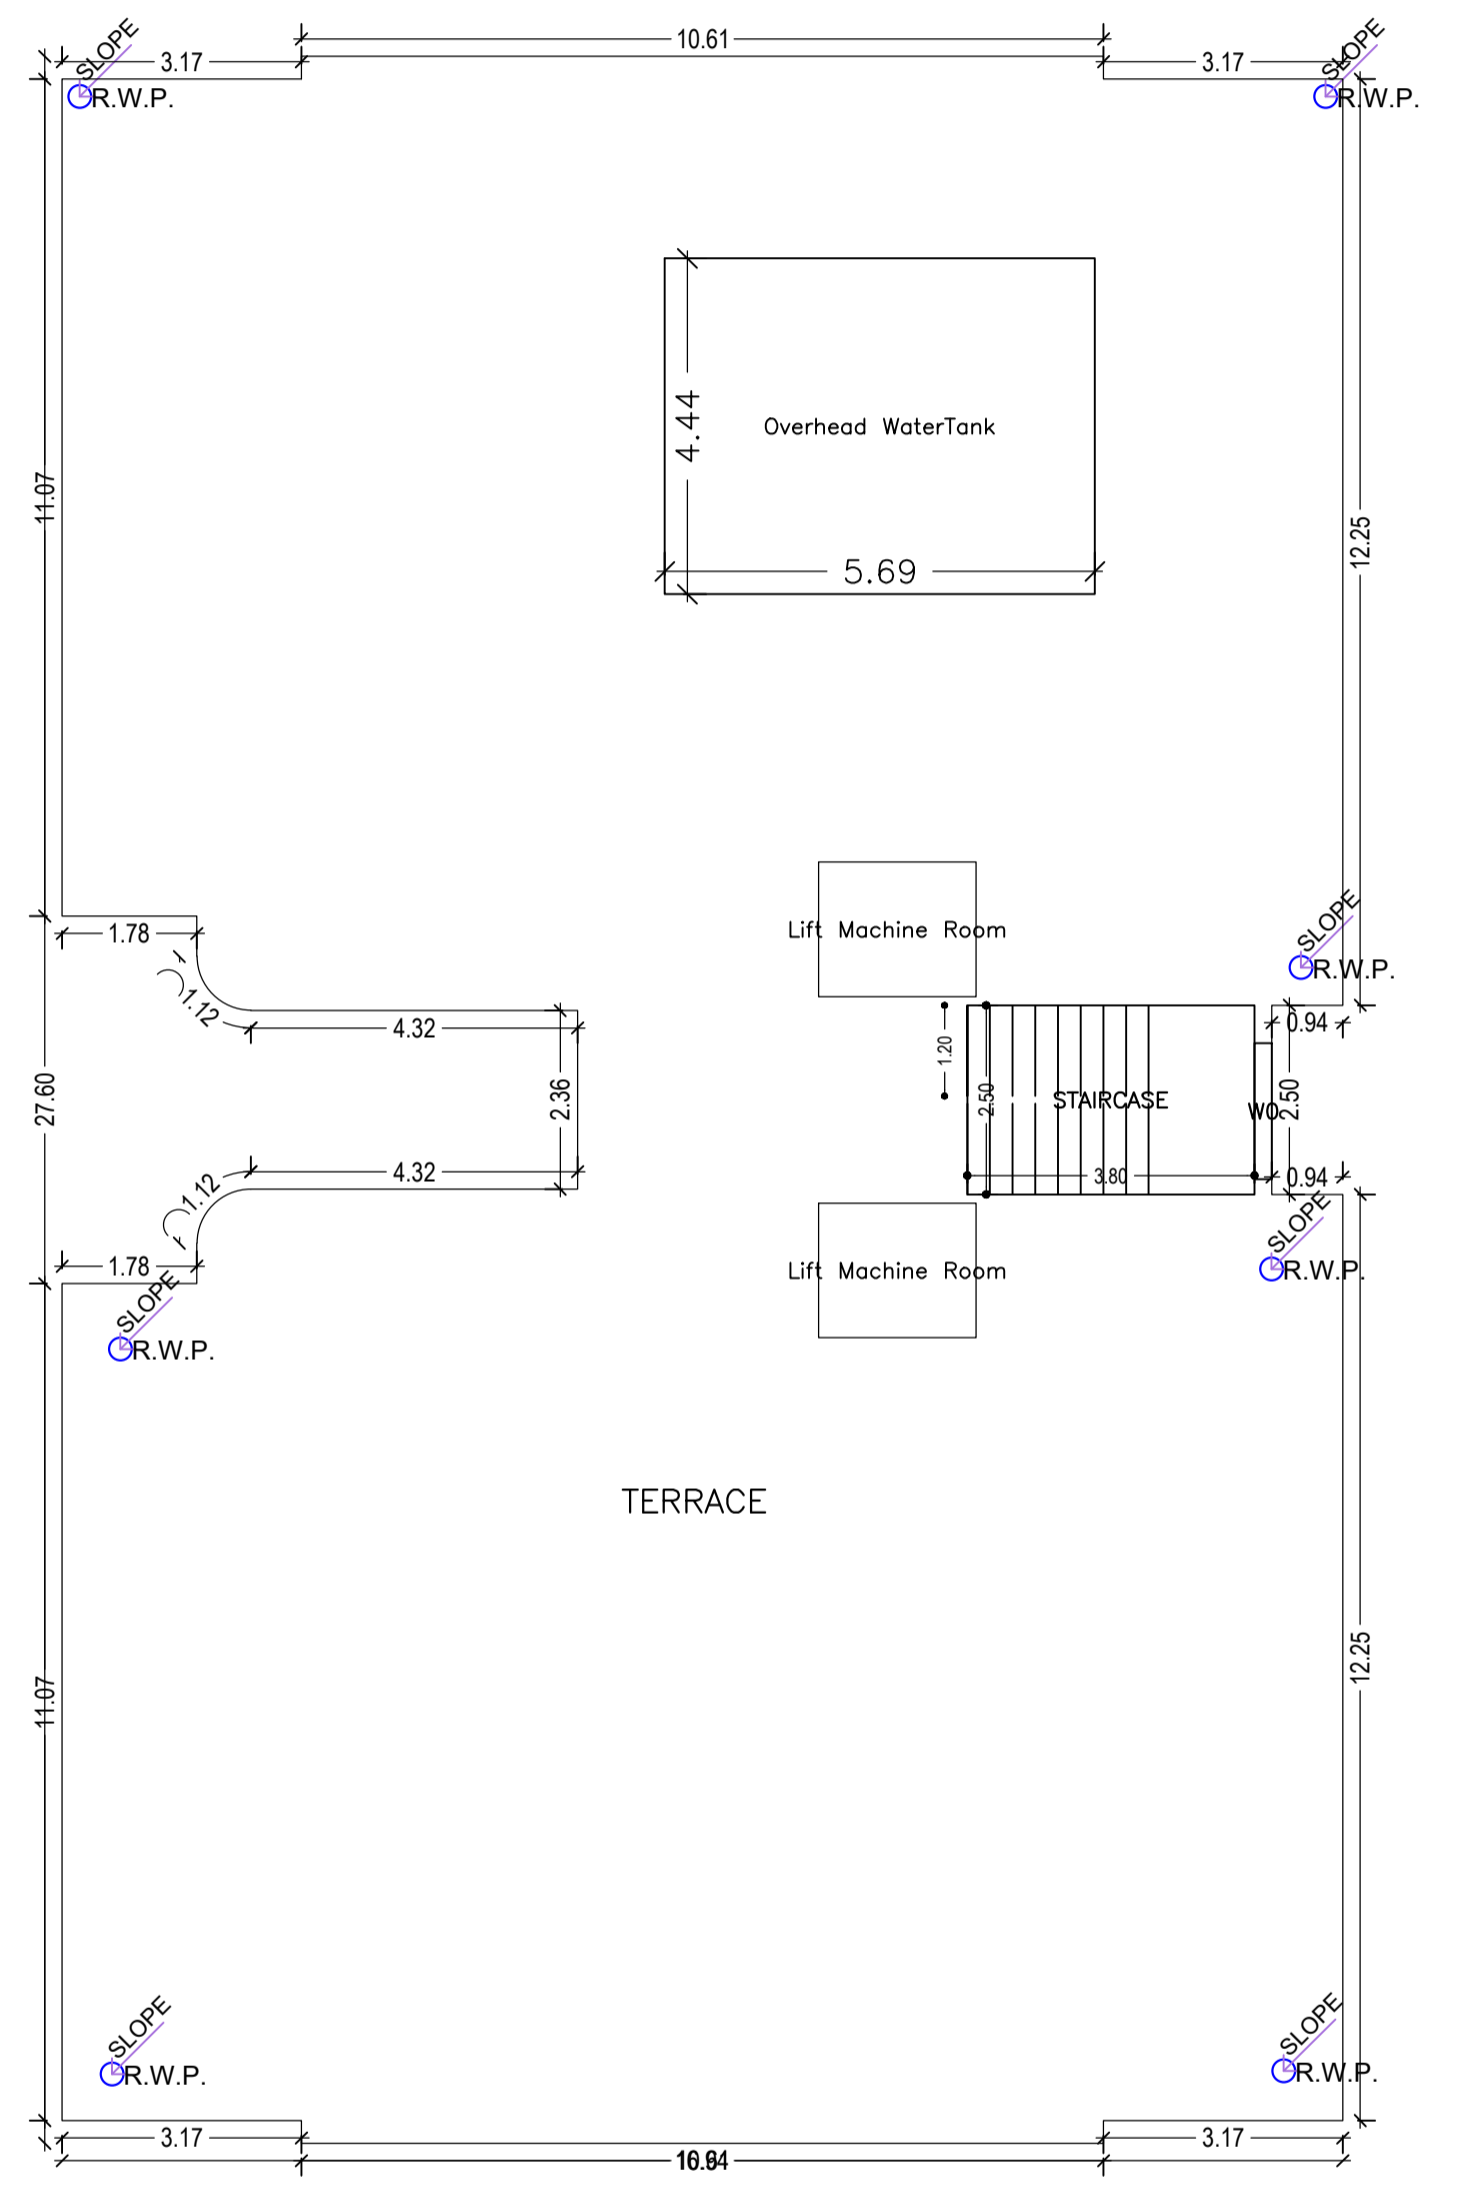 10.61
SLOPE
3.17
3.17
SLOPE
R.W.P.
R.W.P.
4.44
Overhead WaterTank
11.07
12.25
5.69
Lift Machine Room
1.78
SLOPE
R.W.P.
1.12
4.32
0.94
1.20
27.60
2.36
2.50
STAIRCASE
WO
2.50
4.32
3.80
0.94
1.12
SLOPE
1.78
Lift Machine Room
R.W.P.
SLOPE
R.W.P.
TERRACE
11.07
12.25
SLOPE
SLOPE
R.W.P.
R.W.P.
3.17
3.17